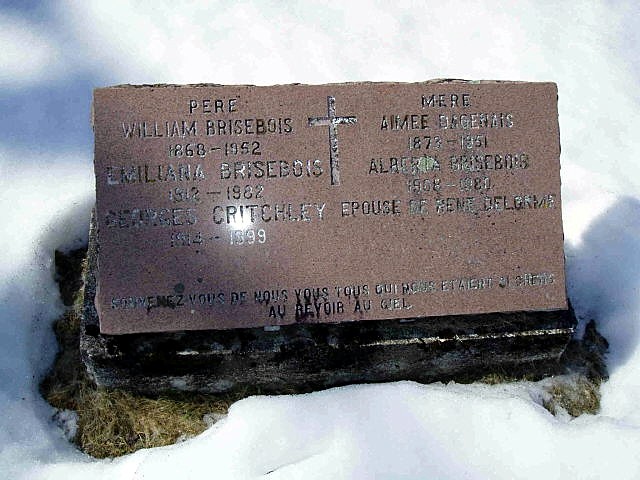 PERE
WILLIAM BRISEBOIS
1868 - 1952
EMILIANA BRISEBOIS
1912 - 1982
GEORGES CRITCHLEY
1914 - 1999
MERE
AIMEE DAGENAIS
1873 - 1951
ALBERTA BRISEBOIS
1908 - 1981
EPOUSE DE RENE DELORME
SOUVENEZ VOUS DE NOUS VOUS TOUS QUI NOUS ETAIENT SI CHERS
AU REVOIR AU CIEL